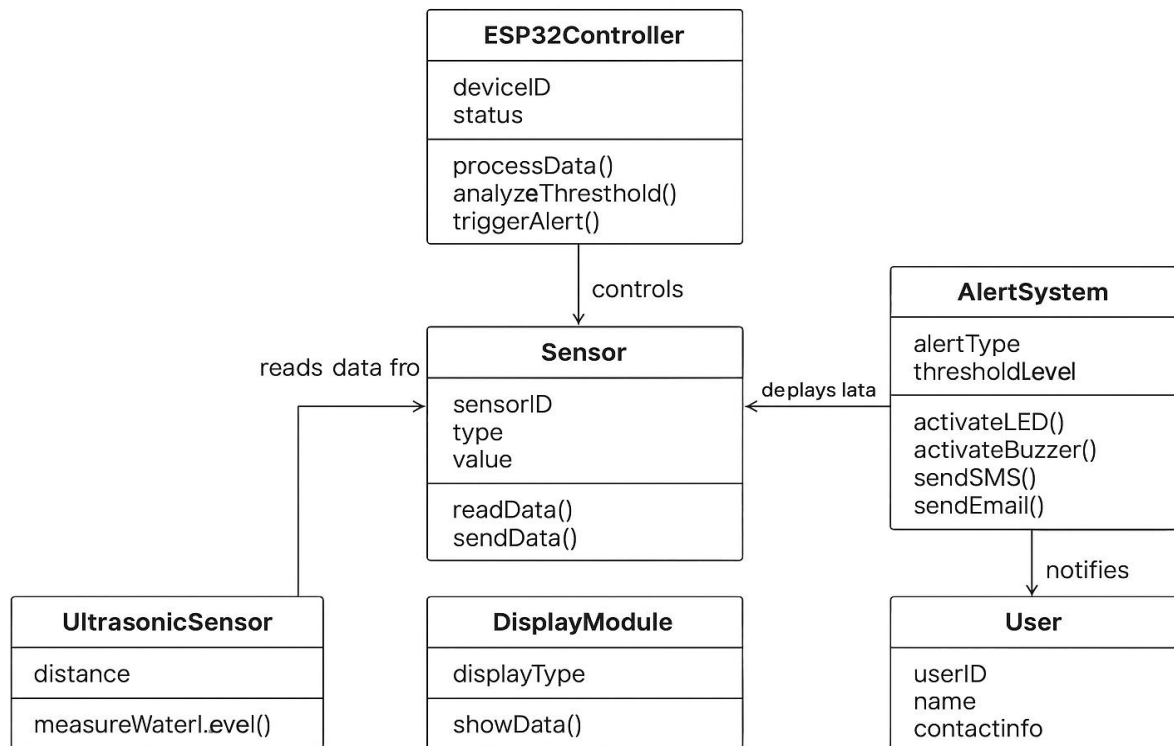 ESP32Controller
deviceID
status
processData()
analyzeThresthold()
triggerAlert()
controls
AlertSystem
alertType
thresholdLevel
activateLED()
activateBuzzer()
sendSMS()
sendEmail()
reads data fro
Sensor
sensorID
type
value
readData()
sendData()
deplays lata
notifies
UltrasonicSensor
distance
measureWaterI.evel()
DisplayModule
displayType
showData()
User
userID
name
contactinfo